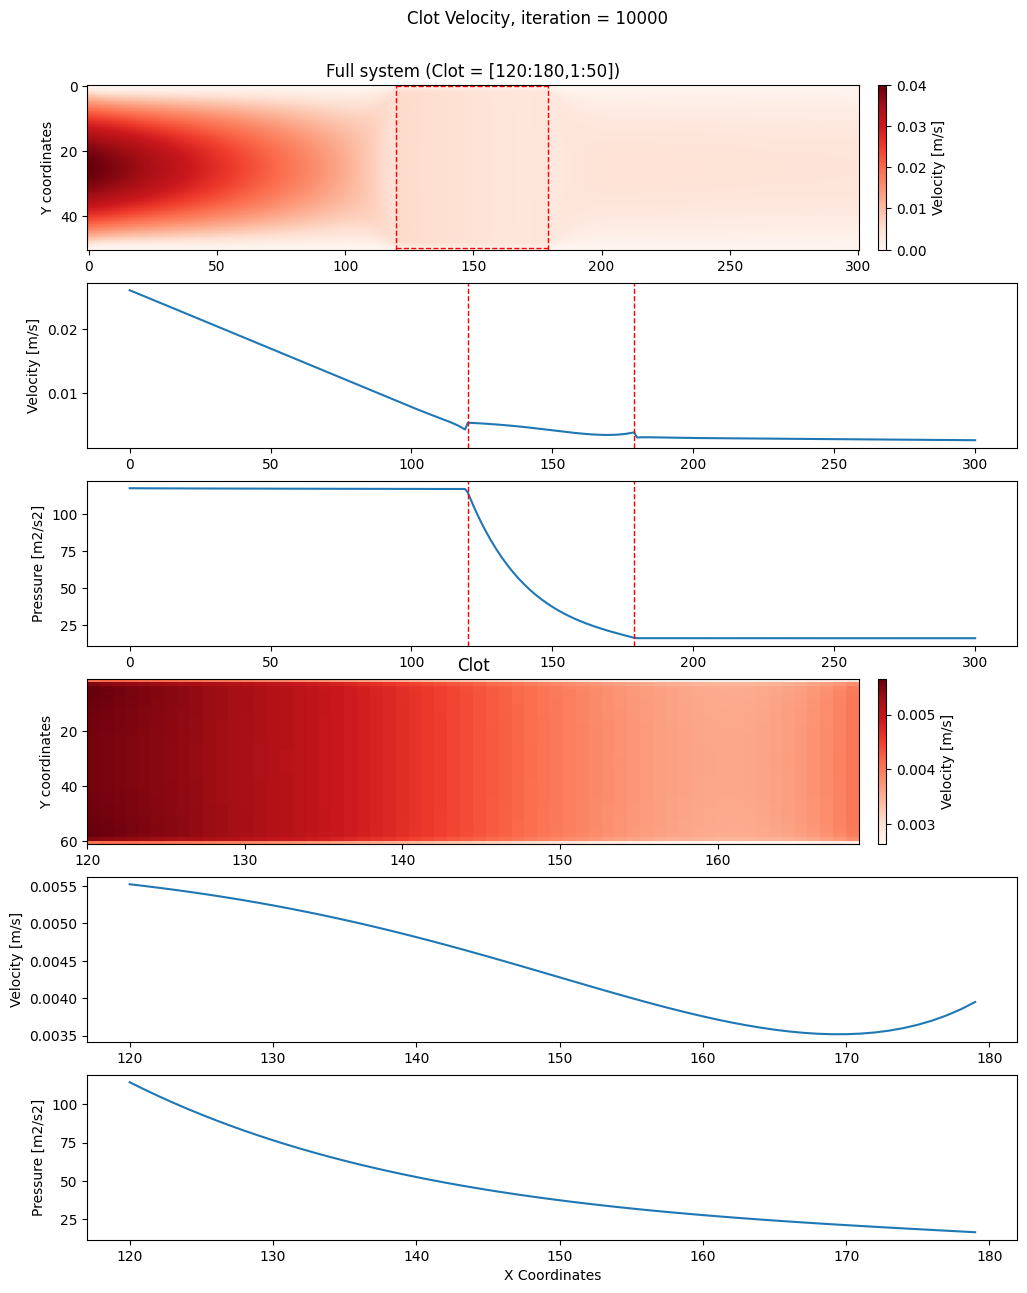 Clot Velocity, iteration = 10000
Full system (Clot = [120:180,1:50])
Y coordinates
0
20
40
0 50 100 150 200 250 300
0.04
0.03
0.02
0.01
0.00
Velocity [m/s]
Velocity [m/s]
0.02
0.01
0 50 100 150 200 250 300
Pressure [m2/s2]
100
75
50
25
0 50 100 150 200 250 300
Clot
Y coordinates
20
40
60
120 130 140 150 160
0.005
0.004
0.003
Velocity [m/s]
Velocity [m/s]
0.0055
0.0050
0.0045
0.0040
0.0035
120 130 140 150 160 170 180
Pressure [m2/s2]
100
75
50
25
120 130 140 150 160 170 180
X Coordinates